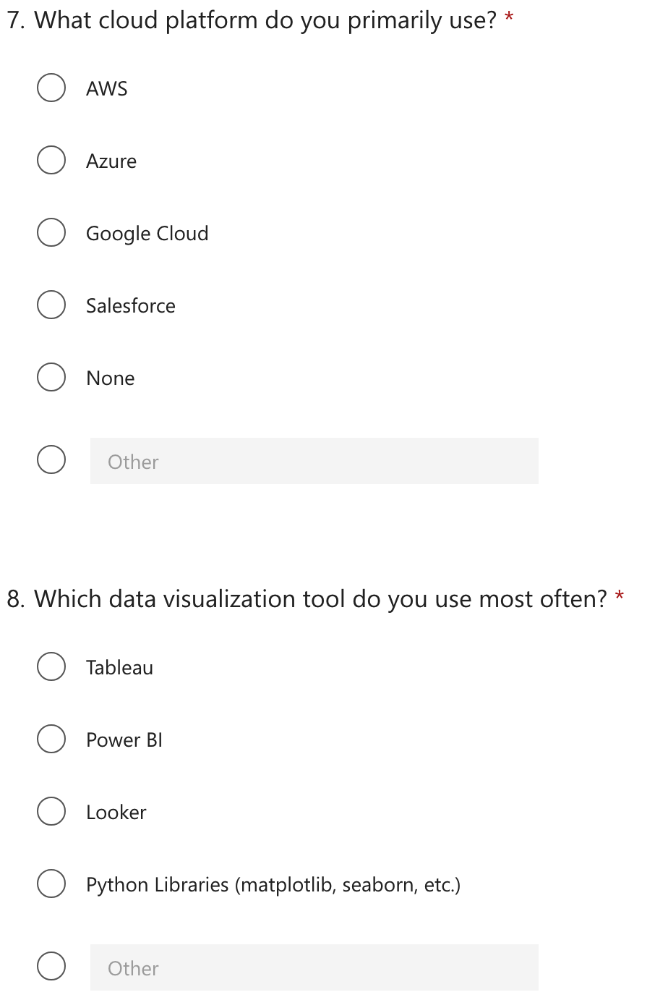 7. What cloud platform do you primarily use? *
AWS
Azure
Google Cloud
Salesforce
None
Other
8. Which data visualization tool do you use most often? *
Tableau
Power BI
Looker
Python Libraries (matplotlib, seaborn, etc.)
Other